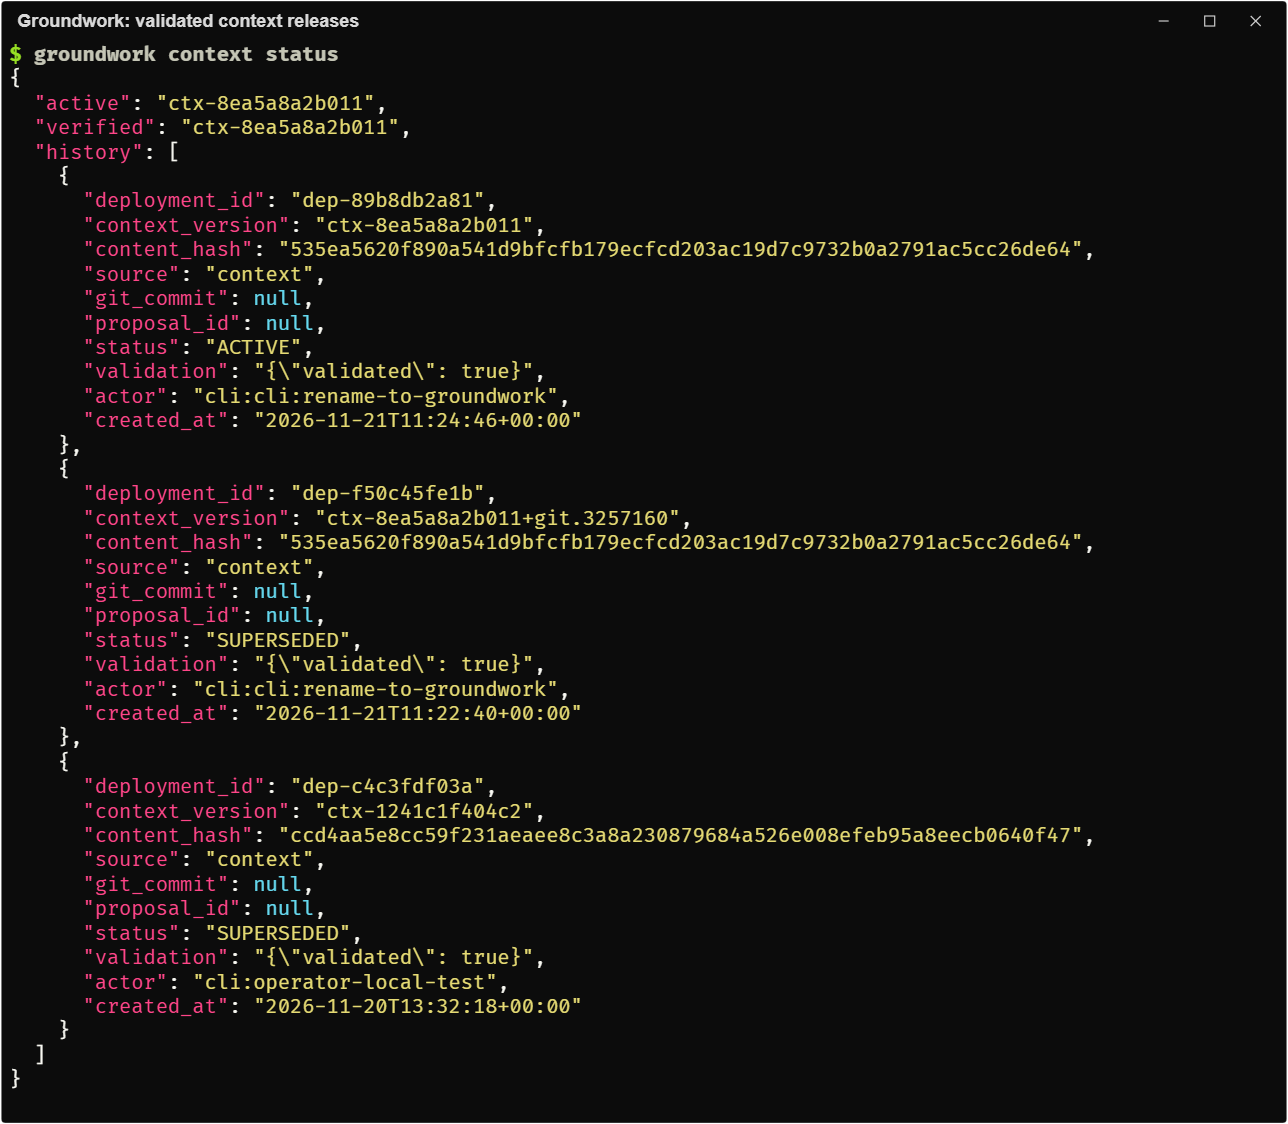 Groundwork: validated context releases
$ groundwork context status
{
  "active": "ctx-8ea5a8a2b011",
  "verified": "ctx-8ea5a8a2b011",
  "history": [
    {
      "deployment_id": "dep-89b8db2a81",
      "context_version": "ctx-8ea5a8a2b011",
      "content_hash": "535ea5620f890a541d9bfcfb179ecfcd203ac19d7c9732b0a2791ac5cc26de64",
      "source": "context",
      "git_commit": null,
      "proposal_id": null,
      "status": "ACTIVE",
      "validation": "{\"validated\": true}",
      "actor": "cli:cli:rename-to-groundwork",
      "created_at": "2026-11-21T11:24:46+00:00"
    },
    {
      "deployment_id": "dep-f50c45fe1b",
      "context_version": "ctx-8ea5a8a2b011+git.3257160",
      "content_hash": "535ea5620f890a541d9bfcfb179ecfcd203ac19d7c9732b0a2791ac5cc26de64",
      "source": "context",
      "git_commit": null,
      "proposal_id": null,
      "status": "SUPERSEDED",
      "validation": "{\"validated\": true}",
      "actor": "cli:cli:rename-to-groundwork",
      "created_at": "2026-11-21T11:22:40+00:00"
    },
    {
      "deployment_id": "dep-c4c3fdf03a",
      "context_version": "ctx-1241c1f404c2",
      "content_hash": "ccd4aa5e8cc59f231aeaee8c3a8a230879684a526e008efeb95a8eecb0640f47",
      "source": "context",
      "git_commit": null,
      "proposal_id": null,
      "status": "SUPERSEDED",
      "validation": "{\"validated\": true}",
      "actor": "cli:operator-local-test",
      "created_at": "2026-11-20T13:32:18+00:00"
    }
  ]
}